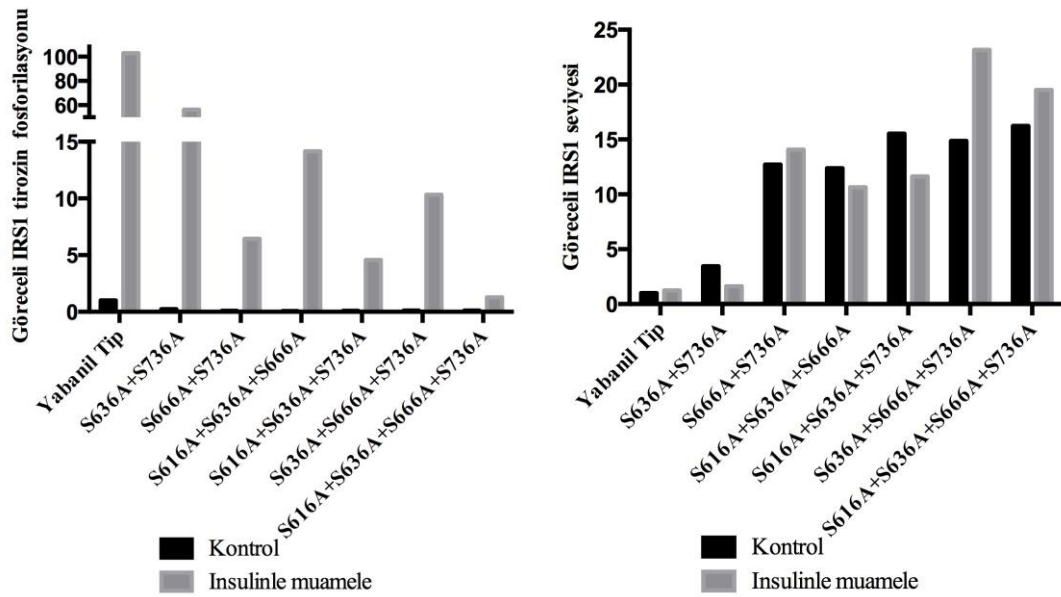 Göreceli IRS1 tirozin fosforilasyonu
100
80
60
15
10
5
0
Yabanil Tip
S636A+S736A
S666A+S736A
S616A+S636A+S666A
S616A+S636A+S736A
S636A+S666A+S736A
S616A+S636A+S666A+S736A
Kontrol
Insulinle muamele
Göreceli IRS1 seviyesi
25
20
15
10
5
0
Yabanil Tip
S636A+S736A
S666A+S736A
S616A+S636A+S666A
S616A+S636A+S736A
S636A+S666A+S736A
S616A+S636A+S666A+S736A
Kontrol
Insulinle muamele